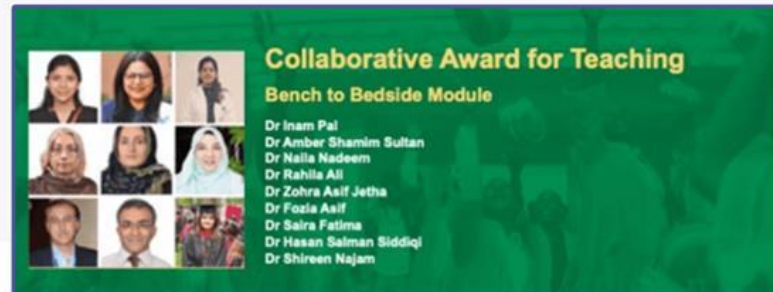 Collaborative Award for Teaching
Bench to Bedside Module
Dr Inam Pal
Dr Amber Shamim Sultan
Dr Naila Nadeem
Dr Rahila Ali
Dr Zohra Asif Jetha
Dr Fozia Asif
Dr Saira Fatima
Dr Hasan Salman Siddiqi
Dr Shireen Najam